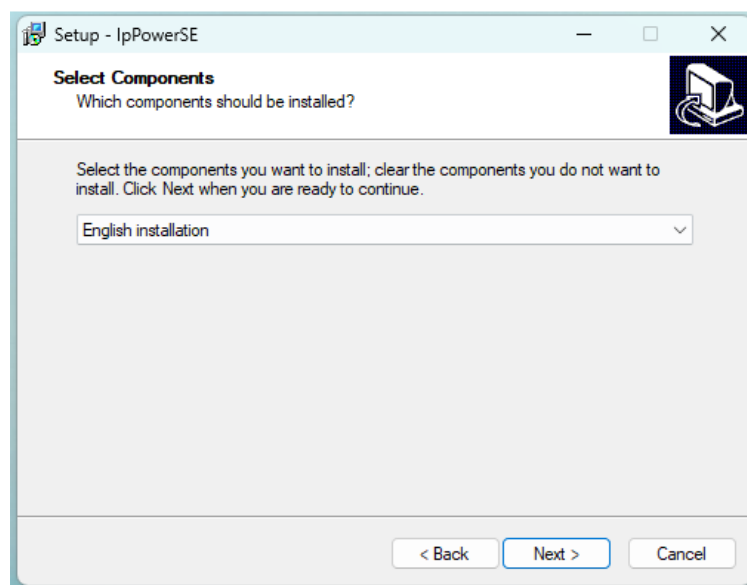 Setup - IpPowerSE
Select Components
Which components should be installed?
Select the components you want to install; clear the components you do not want to
install. Click Next when you are ready to continue.
English installation
< Back
Next >
Cancel